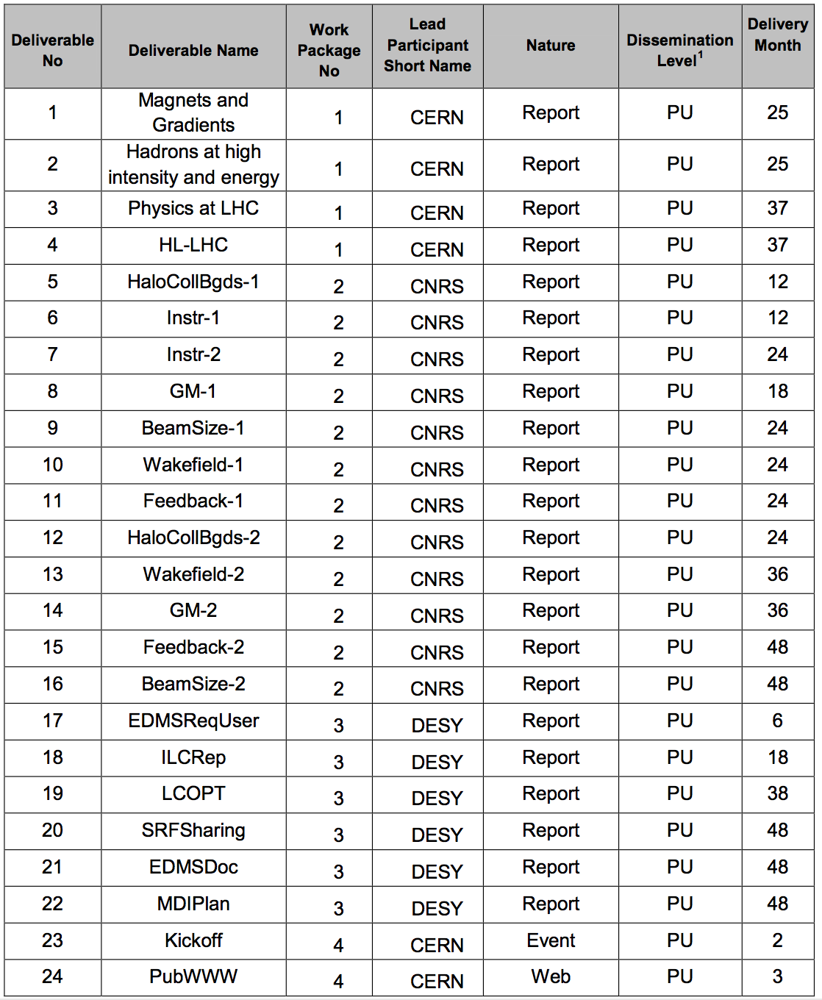 Deliverable No Deliverable Name Work Package No Lead Participant Short Name Nature Dissemination Level1 Delivery Month
1 Magnets and Gradients 1 CERN Report PU 25
2 Hadrons at high intensity and energy 1 CERN Report PU 25
3 Physics at LHC 1 CERN Report PU 37
4 HL-LHC 1 CERN Report PU 37
5 HaloCollBgds-1 2 CNRS Report PU 12
6 Instr-1 2 CNRS Report PU 12
7 Instr-2 2 CNRS Report PU 24
8 GM-1 2 CNRS Report PU 18
9 BeamSize-1 2 CNRS Report PU 24
10 Wakefield-1 2 CNRS Report PU 24
11 Feedback-1 2 CNRS Report PU 24
12 HaloCollBgds-2 2 CNRS Report PU 24
13 Wakefield-2 2 CNRS Report PU 36
14 GM-2 2 CNRS Report PU 36
15 Feedback-2 2 CNRS Report PU 48
16 BeamSize-2 2 CNRS Report PU 48
17 EDMSReqUser 3 DESY Report PU 6
18 ILCRep 3 DESY Report PU 18
19 LCOPT 3 DESY Report PU 38
20 SRFSharing 3 DESY Report PU 48
21 EDMSDoc 3 DESY Report PU 48
22 MDIPlan 3 DESY Report PU 48
23 Kickoff 4 CERN Event PU 2
24 PubWWW 4 CERN Web PU 3